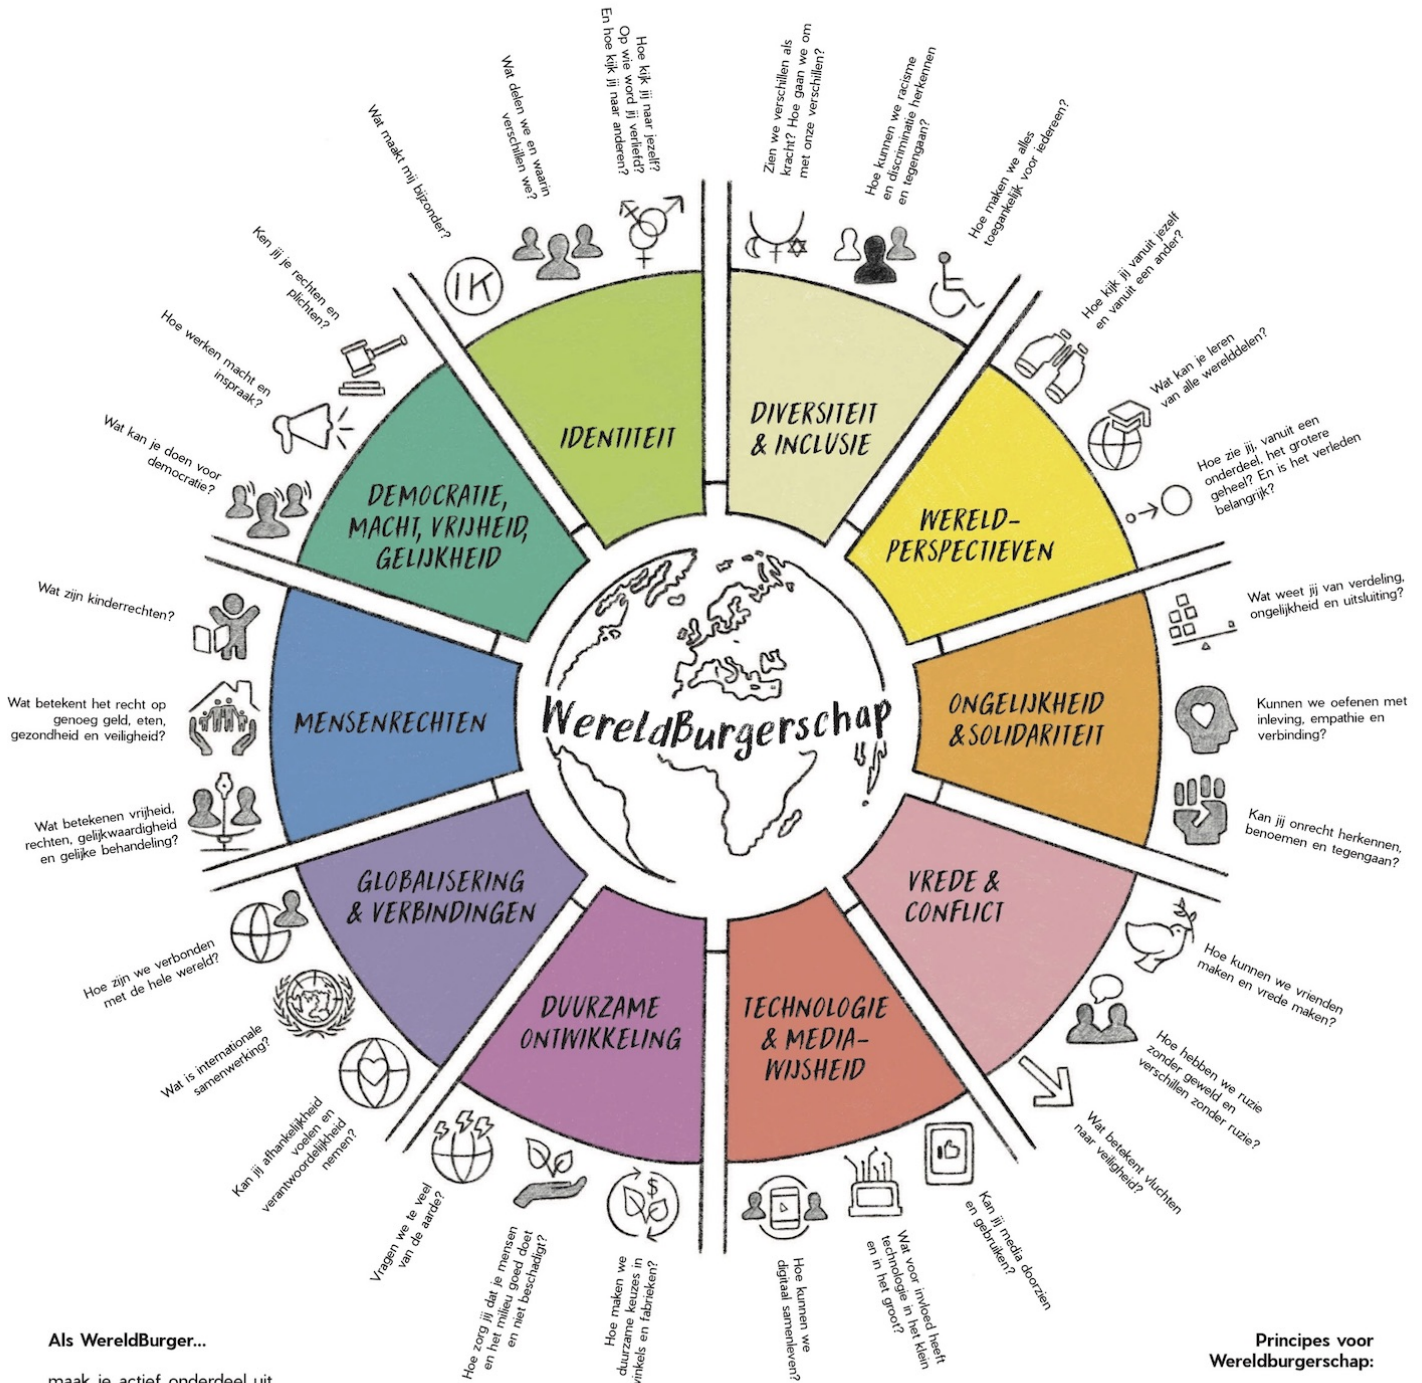 Hoe kijk jij naar jezelf?
Op wie word jij verliefd?
En hoe kijk jij naar anderen?
Wat delen we en waarin
verschillen we?
Wat maakt mij bijzonder?
IK
IDENTITEIT
Zien we verschillen als
kracht? Hoe gaan we om
met onze verschillen?
Hoe kunnen we racisme
en discriminatie herkennen
en tegengaan?
Hoe maken we alles
toegankelijk voor iedereen?
DIVERSITEIT
& INCLUSIE
Hoe kijk jij vanuit jezelf
en vanuit een ander?
Wat kan je leren
van alle werelddelen?
Hoe zie jij, vanuit een
onderdeel, het grotere
geheel? En is het verleden
belangrijk?
WERELD-
PERSPECTIEVEN
Wat weet jij van verdeling,
ongelijkheid en uitsluiting?
Kunnen we oefenen met
inleving, empathie en
verbinding?
Kan jij onrecht herkennen,
benoemen en tegengaan?
ONGELIJKHEID
& SOLIDARITEIT
Hoe kunnen we vrienden
maken en vrede maken?
Hoe hebben we ruzie
zonder geweld en
verschillen zonder ruzie?
Wat betekent vluchten
naar veiligheid?
VREDE &
CONFLICT
Kan jij media doorzien
en gebruiken?
Wat voor invloed heeft
technologie in het klein
en in het groot?
Hoe kunnen we
digitaal samenleven?
TECHNOLOGIE
& MEDIA-
WIJSHEID
$
Hoe maken we
duurzame keuzes in
winkels en fabrieken?
Hoe zorg jij dat je mensen
en het milieu goed doet
en niet beschadigt?
Vragen we te veel
van de aarde?
DUURZAME
ONTWIKKELING
Kan jij afhankelijkheid
voelen en
verantwoordelijkheid
nemen?
Wat is internationale
samenwerking?
Hoe zijn we verbonden
met de hele wereld?
GLOBALISERING
& VERBINDINGEN
Wat betekenen vrijheid,
rechten, gelijkwaardigheid
en gelijke behandeling?
Wat betekent het recht op
genoeg geld, eten,
gezondheid en veiligheid?
Wat zijn kinderrechten?
MENSENRECHTEN
Wat kan je doen voor
democratie?
Hoe werken macht en
inspraak?
Ken jij je rechten en
plichten?
DEMOCRATIE,
MACHT, VRIJHEID,
GELIJKHEID
WereldBurgerschap
Als WereldBurger...
maak je actief onderdeel uit
Principes voor
Wereldburgerschap: